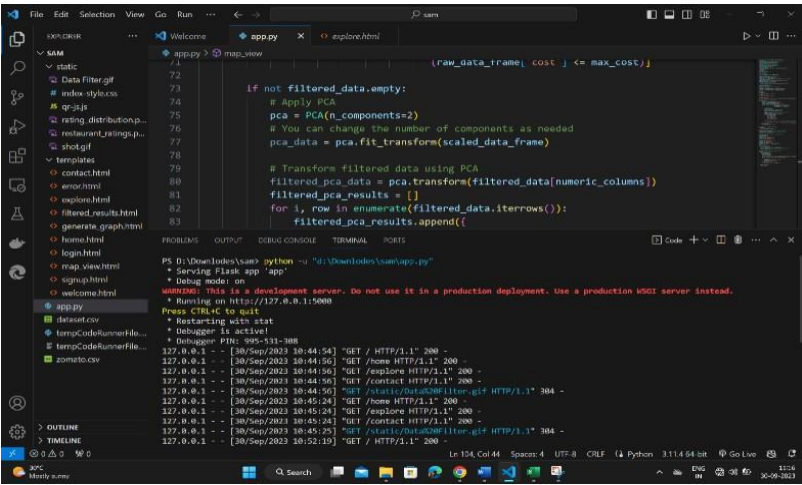 File Edit Selection View Go Run ... sam
EXPLORER ...
SAM
static
Data Filter.gif
# index-style.css
JS qr-js.js
rating_distribution.p...
restaurant_ratings.p...
shot.gif
templates
<> contact.html
<> error.html
<> explore.html
<> filtered_results.html
<> generate_graph.html
<> home.html
<> login.html
<> map_view.html
<> signup.html
<> welcome.html
app.py
dataset.csv
tempCodeRunnerFile....
tempCodeRunnerFile....
zomato.csv
> OUTLINE
> TIMELINE
Welcome app.py × <> explore.html
app.py > map_view
71 (raw_data_frame['cost'] <= max_cost)]
72
73 if not filtered_data.empty:
74 # Apply PCA
75 pca = PCA(n_components=2)
76 # You can change the number of components as needed
77 pca_data = pca.fit_transform(scaled_data_frame)
78
79 # Transform filtered data using PCA
80 filtered_pca_data = pca.transform(filtered_data[numeric_columns])
81 filtered_pca_results = []
82 for i, row in enumerate(filtered_data.iterrows()):
83 filtered_pca_results.append({
PROBLEMS OUTPUT DEBUG CONSOLE TERMINAL PORTS Code
PS D:\Downlodes\sam> python -u "d:\Downlodes\sam\app.py"
* Serving Flask app 'app'
* Debug mode: on
WARNING: This is a development server. Do not use it in a production deployment. Use a production WSGI server instead.
* Running on http://127.0.0.1:5000
Press CTRL+C to quit
* Restarting with stat
* Debugger is active!
* Debugger PIN: 995-531-308
127.0.0.1 - - [30/Sep/2023 10:44:54] "GET / HTTP/1.1" 200 -
127.0.0.1 - - [30/Sep/2023 10:44:56] "GET /home HTTP/1.1" 200 -
127.0.0.1 - - [30/Sep/2023 10:44:56] "GET /explore HTTP/1.1" 200 -
127.0.0.1 - - [30/Sep/2023 10:44:56] "GET /contact HTTP/1.1" 200 -
127.0.0.1 - - [30/Sep/2023 10:44:56] "GET /static/Data%20Filter.gif HTTP/1.1" 304 -
127.0.0.1 - - [30/Sep/2023 10:45:24] "GET /home HTTP/1.1" 200 -
127.0.0.1 - - [30/Sep/2023 10:45:24] "GET /explore HTTP/1.1" 200 -
127.0.0.1 - - [30/Sep/2023 10:45:24] "GET /contact HTTP/1.1" 200 -
127.0.0.1 - - [30/Sep/2023 10:45:25] "GET /static/Data%20Filter.gif HTTP/1.1" 304 -
127.0.0.1 - - [30/Sep/2023 10:52:19] "GET / HTTP/1.1" 200 -
0 0 0 Ln 104, Col 30 Spaces: 4 UTF-8 CRLF Python 3.11.4 64-bit Go Live
30°C
Mostly sunny
Search
ENG
IN
11:16
30-09-2023